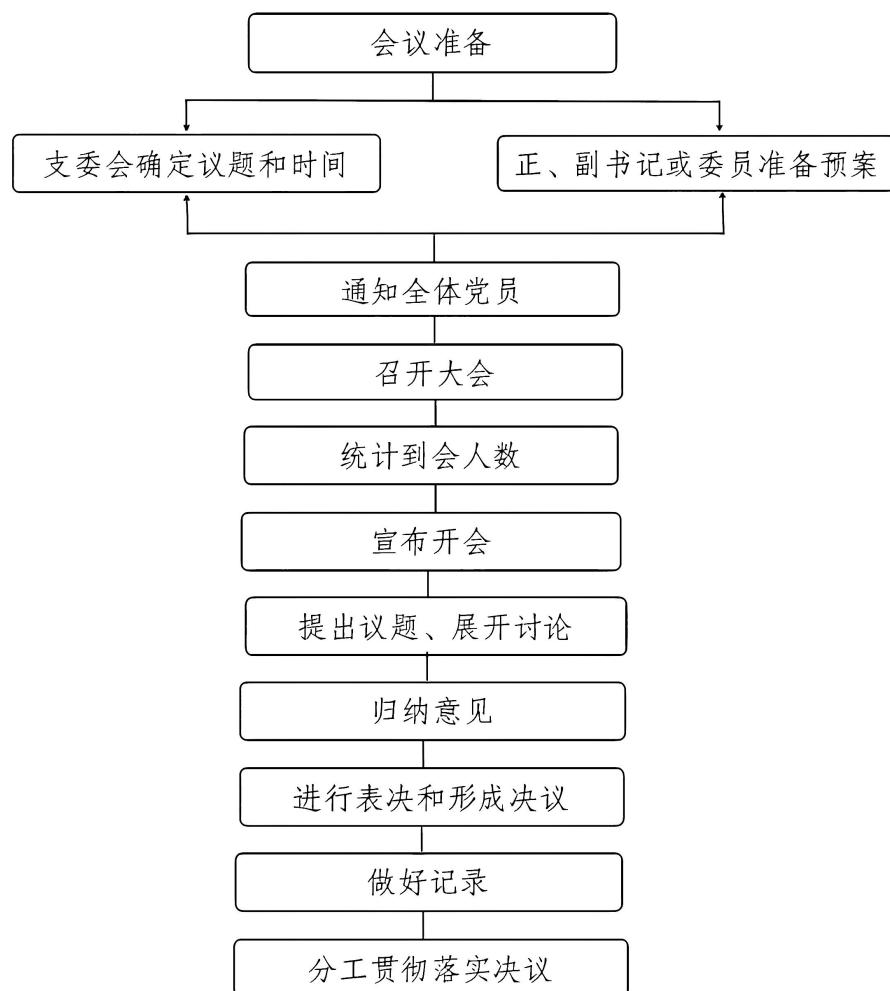 会议准备
支委会确定议题和时间
正、副书记或委员准备预案
通知全体党员
召开大会
统计到会人数
宣布开会
提出议题、展开讨论
归纳意见
进行表决和形成决议
做好记录
分工贯彻落实决议